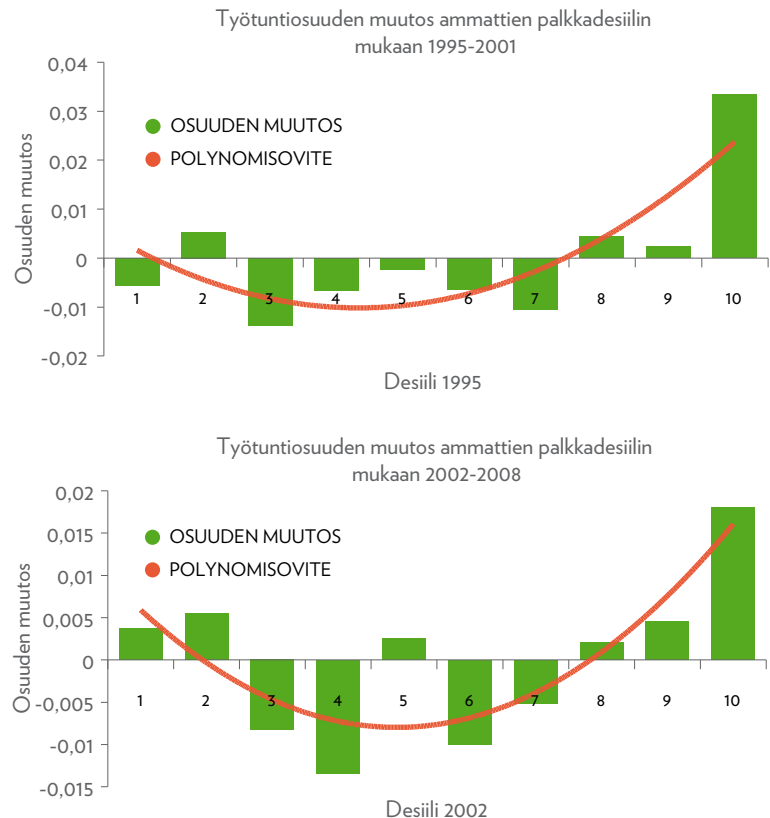 Työtuntiosuuden muutos ammattien palkkadesiilin
mukaan 1995-2001
Osuuden muutos
0,04
0,03
0,02
0,01
0
-0,01
-0,02
OSUUDEN MUUTOS
POLYNOMISOVITE
1 2 3 4 5 6 7 8 9 10
Desiili 1995
Työtuntiosuuden muutos ammattien palkkadesiilin
mukaan 2002-2008
Osuuden muutos
0,02
0,015
0,01
0,005
0
-0,005
-0,01
-0,015
OSUUDEN MUUTOS
POLYNOMISOVITE
1 2 3 4 5 6 7 8 9 10
Desiili 2002